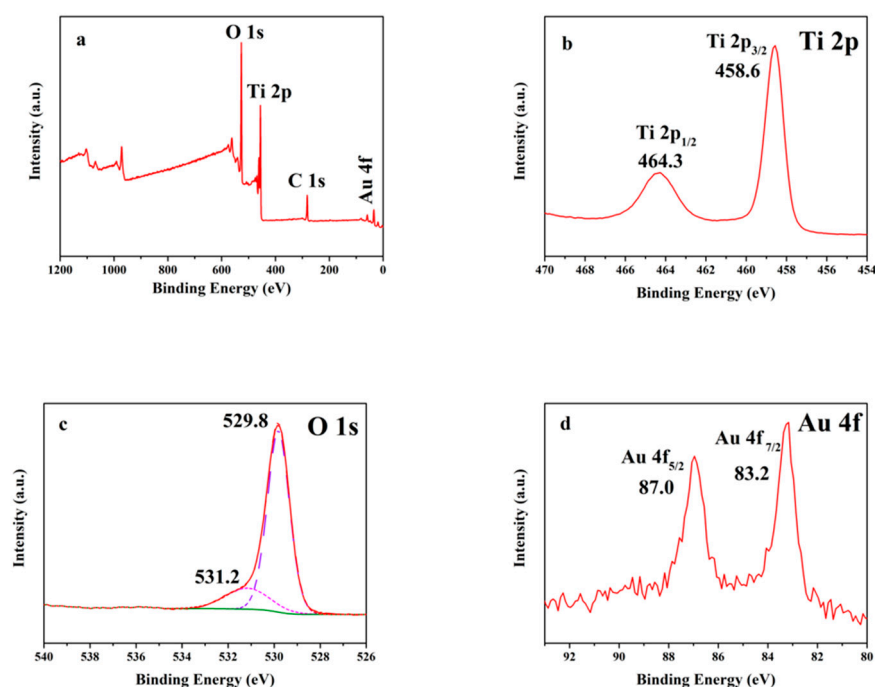 a
O 1s
Ti 2p
C 1s
Au 4f
Intensity (a.u.)
1200 1000 800 600 400 200 0
Binding Energy (eV)
b
Ti 2p
Ti 2p3/2
458.6
Ti 2p1/2
464.3
Intensity (a.u.)
470 468 466 464 462 460 458 456 454
Binding Energy (eV)
c
O 1s
529.8
531.2
Intensity (a.u.)
540 538 536 534 532 530 528 526
Binding Energy (eV)
d
Au 4f
Au 4f7/2
83.2
Au 4f5/2
87.0
Intensity (a.u.)
92 90 88 86 84 82 80
Binding Energy (eV)